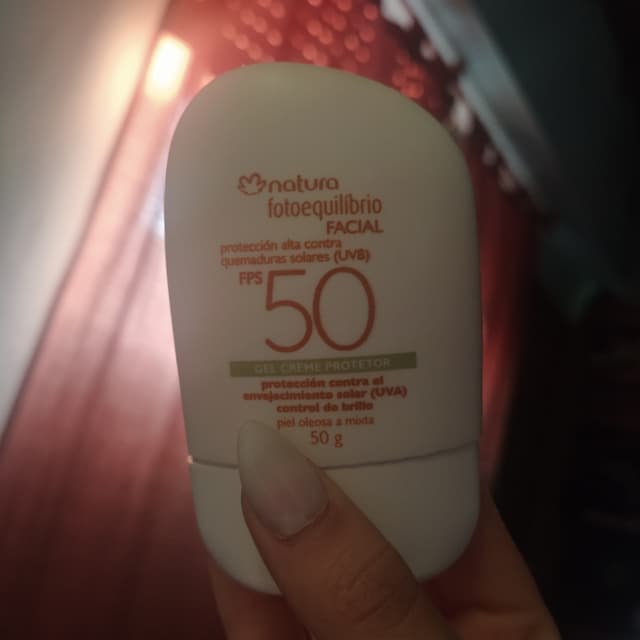 natura
fotoequilíbrio
FACIAL
protección alta contra
quemaduras solares (UVB)
FPS 50
GEL CREME PROTETOR
protección contra el
envejecimiento solar (UVA)
control de brillo
piel oleosa a mixta
50 g